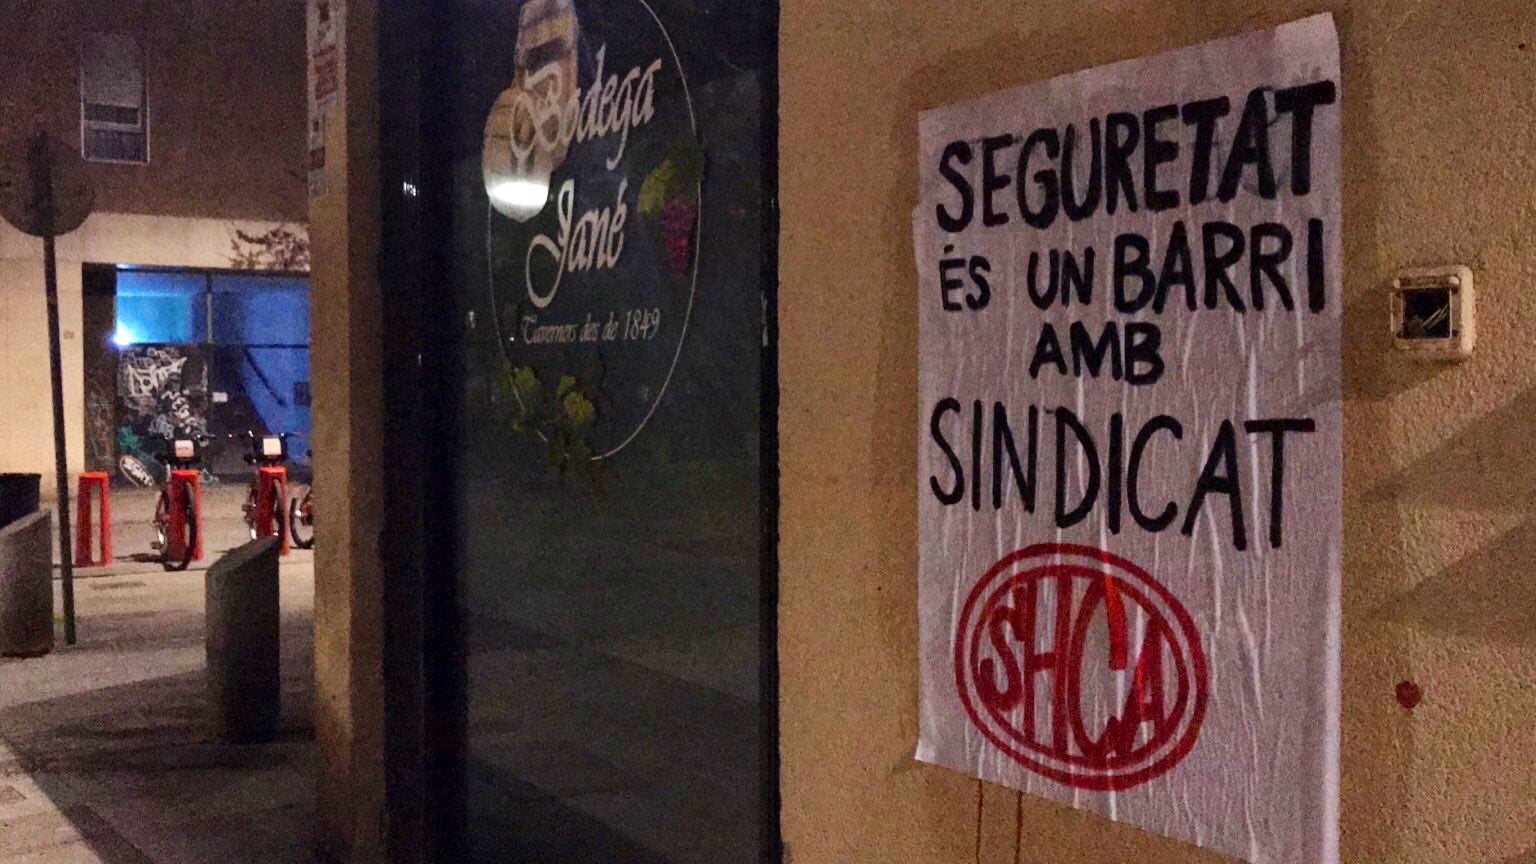 Bodega
Jané
Taverners des de 1849
SEGURETAT
ÉS UN BARRI
AMB
SINDICAT
SHCA